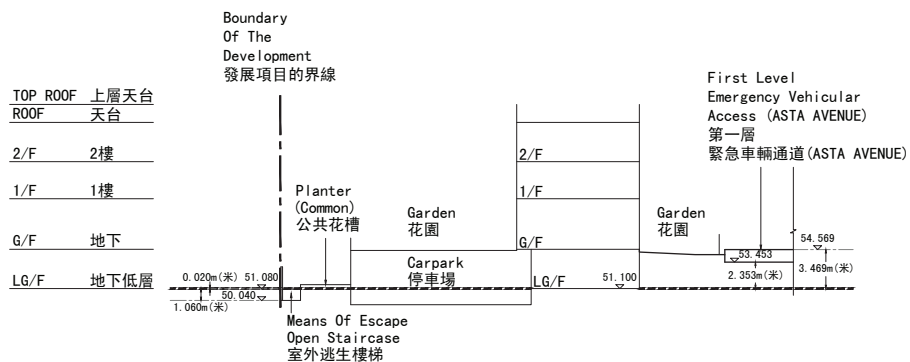 Boundary
Of The
Development
發展項目的界線
TOP ROOF 上層天台
ROOF 天台
2/F 2樓
1/F 1樓
G/F 地下
LG/F 地下低層
0.020m(米)
51.080
50.040
1.060m(米)
Planter
(Common)
公共花槽
Means Of Escape
Open Staircase
室外逃生樓梯
Garden
花園
Carpark
停車場
2/F
1/F
G/F
LG/F
51.100
Garden
花園
First Level
Emergency Vehicular
Access (ASTA AVENUE)
第一層
緊急車輛通道(ASTA AVENUE)
53.453
2.353m(米)
54.569
3.469m(米)